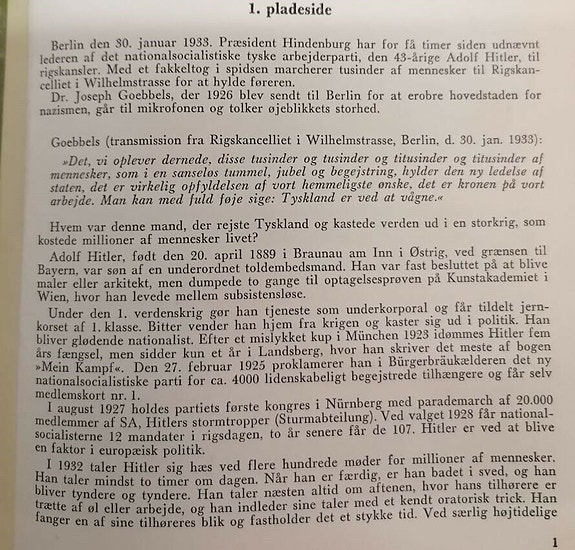 1. pladeside
Berlin den 30. januar 1933. Præsident Hindenburg har for få timer siden udnævnt
lederen af det nationalsocialistiske tyske arbejderparti, den 43-årige Adolf Hitler, til
rigskansler. Med et fakkeltog i spidsen marcherer tusinder af mennesker til Rigskan-
celliet i Wilhelmstrasse for at hylde føreren.
Dr. Joseph Goebbels, der 1926 blev sendt til Berlin for at erobre hovedstaden for
nazismen, går til mikrofonen og tolker øjeblikkets storhed.
Goebbels (transmission fra Rigskancelliet i Wilhelmstrasse, Berlin, d. 30. jan. 1933):
»Det, vi oplever dernede, disse tusinder og tusinder og titusinder og titusinder af
mennesker, som i en sanseløs tummel, jubel og begejstring, hylder den ny ledelse af
staten, det er virkelig opfyldelsen af vort hemmeligste ønske, det er kronen på vort
arbejde. Man kan med fuld føje sige: Tyskland er ved at vågne.«
Hvem var denne mand, der rejste Tyskland og kastede verden ud i en storkrig, som
kostede millioner af mennesker livet?
Adolf Hitler, født den 20. april 1889 i Braunau am Inn i Østrig, ved grænsen til
Bayern, var søn af en underordnet toldembedsmand. Han var fast besluttet på at blive
maler eller arkitekt, men dumpede to gange til optagelsesprøven på Kunstakademiet i
Wien, hvor han levede mellem subsistensløse.
Under den 1. verdenskrig gør han tjeneste som underkorporal og får tildelt jern-
korset af 1. klasse. Bitter vender han hjem fra krigen og kaster sig ud i politik. Han
bliver glødende nationalist. Efter et mislykket kup i München 1923 idømmes Hitler fem
års fængsel, men sidder kun et år i Landsberg, hvor han skriver det meste af bogen
»Mein Kampf«. Den 27. februar 1925 proklamerer han i Bürgerbräukælderen det ny
nationalsocialistiske parti for ca. 4000 lidenskabeligt begejstrede tilhængere og får selv
medlemskort nr. 1.
I august 1927 holdes partiets første kongres i Nürnberg med parademarch af 20.000
medlemmer af SA, Hitlers stormtropper (Sturmabteilung). Ved valget 1928 får national-
socialisterne 12 mandater i rigsdagen, to år senere får de 107. Hitler er ved at blive
en faktor i europæisk politik.
I 1932 taler Hitler sig hæs ved flere hundrede møder for millioner af mennesker.
Han taler mindst to timer om dagen. Når han er færdig, er han badet i sved, og han
bliver tyndere og tyndere. Han taler næsten altid om aftenen, hvor hans tilhørere er
trætte af øl eller arbejde, og han indleder sine taler med et kendt oratorisk trick. Han
fanger en af sine tilhøreres blik og fastholder det et stykke tid. Ved særlig højtidelige
1